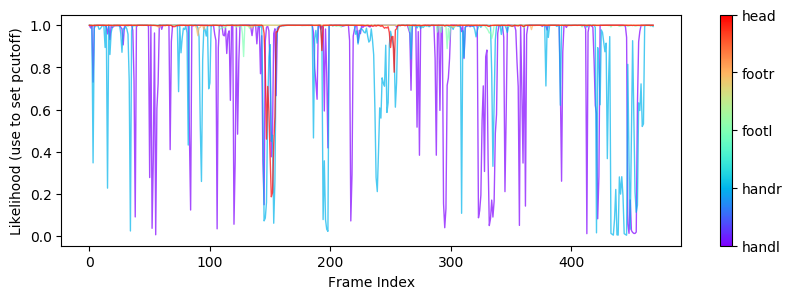 Likelihood (use to set pcutoff)
1.0
0.8
0.6
0.4
0.2
0.0
0
100
200
300
400
Frame Index
head
footr
footl
handr
handl